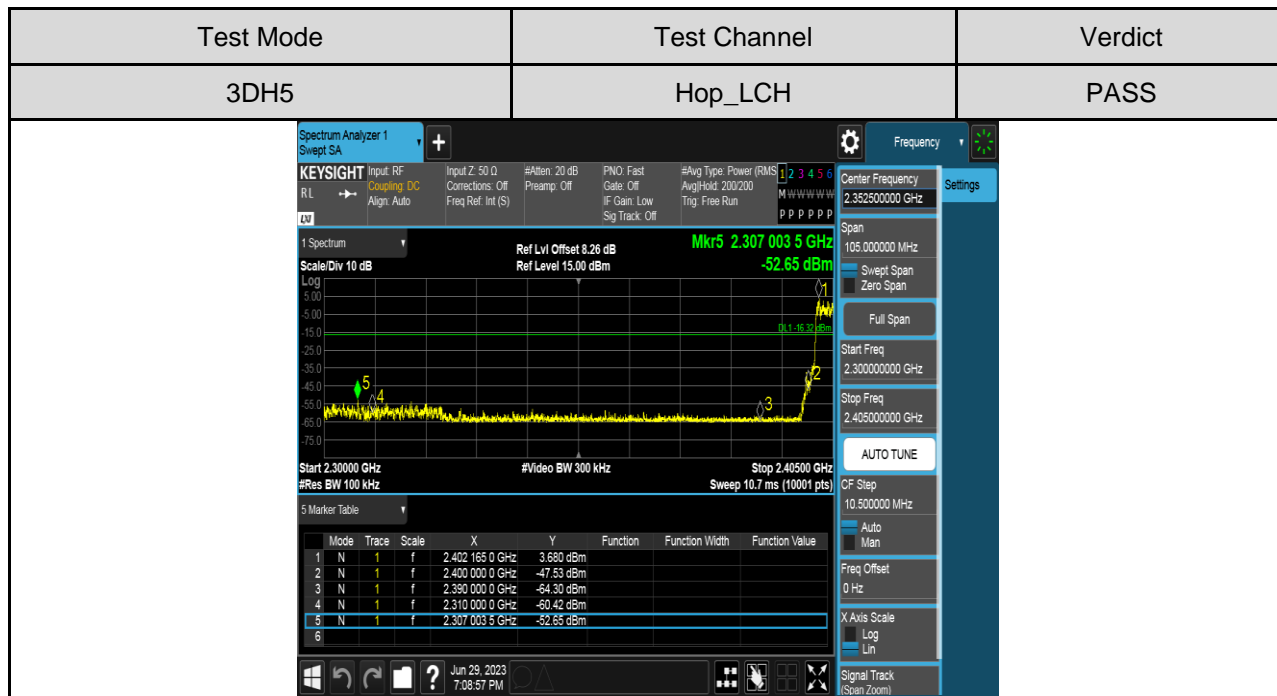 Test Mode Test Channel Verdict
3DH5 Hop_LCH PASS
Spectrum Analyzer 1
Swept SA
+
Frequency
KEYSIGHT Input: RF Input Z: 50 Ω #Atten: 20 dB PNO: Fast #Avg Type: Power (RMS 1 2 3 4 5 6
RL Coupling: DC Corrections: Off Preamp: Off Gate: Off Avg|Hold: 200/200 M W W W W W
Align: Auto Freq Ref: Int (S) IF Gain: Low Trig: Free Run
Sig Track: Off P P P P P P
LXI
1 Spectrum Ref Lvl Offset 8.26 dB Mkr5 2.307 003 5 GHz
Scale/Div 10 dB Ref Level 15.00 dBm -52.65 dBm
Log
5.00
-5.00
-15.0
-25.0
-35.0
-45.0
-55.0
-65.0
-75.0
DL1 -16.32 dBm
1
2
3
4
5
Start 2.30000 GHz #Video BW 300 kHz Stop 2.40500 GHz
#Res BW 100 kHz Sweep 10.7 ms (10001 pts)
5 Marker Table
Mode Trace Scale X Y Function Function Width Function Value
1 N 1 f 2.402 165 0 GHz 3.680 dBm
2 N 1 f 2.400 000 0 GHz -47.53 dBm
3 N 1 f 2.390 000 0 GHz -64.30 dBm
4 N 1 f 2.310 000 0 GHz -60.42 dBm
5 N 1 f 2.307 003 5 GHz -52.65 dBm
6
?
Jun 29, 2023
7:08:57 PM
Center Frequency
2.352500000 GHz
Settings
Span
105.000000 MHz
Swept Span
Zero Span
Full Span
Start Freq
2.300000000 GHz
Stop Freq
2.405000000 GHz
AUTO TUNE
CF Step
10.500000 MHz
Auto
Man
Freq Offset
0 Hz
X Axis Scale
Log
Lin
Signal Track
(Span Zoom)